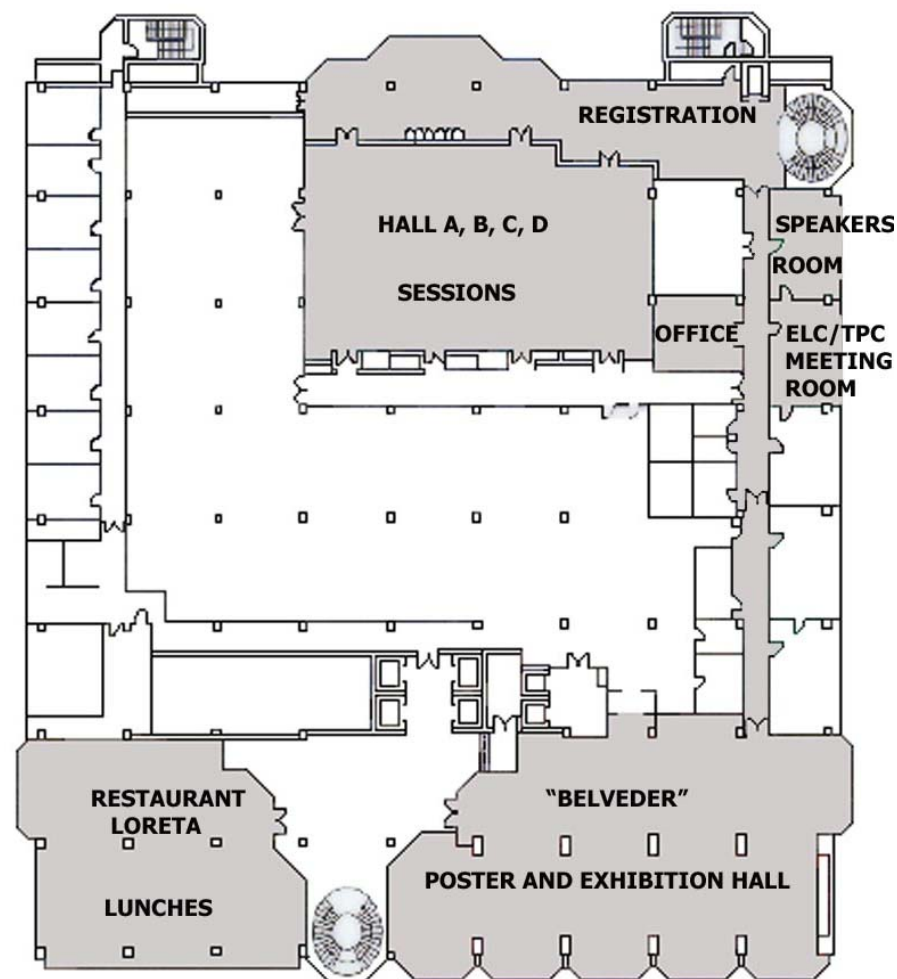 REGISTRATION
HALL A, B, C, D
SESSIONS
SPEAKERS
ROOM
OFFICE
ELC/TPC
MEETING
ROOM
RESTAURANT
LORETA
LUNCHES
“BELVEDER”
POSTER AND EXHIBITION HALL